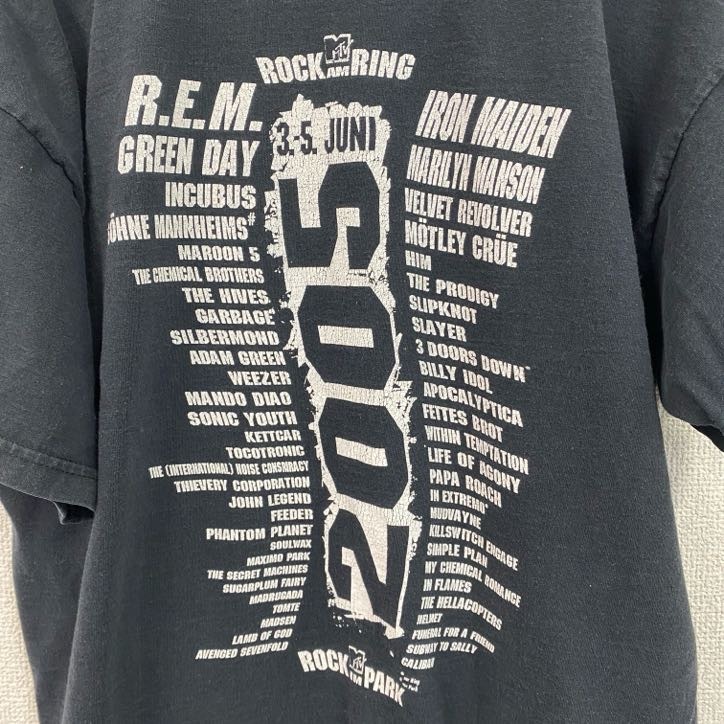 MTV
ROCK AM RING
3.-5. JUNI
2005
R.E.M.
GREEN DAY
INCUBUS
ÖHNE MANNHEIMS#
MAROON 5
THE CHEMICAL BROTHERS
THE HIVES
GARBAGE
SILBERMOND
ADAM GREEN
WEEZER
MANDO DIAO
SONIC YOUTH
KETTCAR
TOCOTRONIC
THE (INTERNATIONAL) NOISE CONSPIRACY
THIEVERY CORPORATION
JOHN LEGEND
FEEDER
PHANTOM PLANET
SOULWAX
MAXIMO PARK
THE SECRET MACHINES
SUGARPLUM FAIRY
MADRUGADA
TOMTE
MADSEN
LAMB OF GOD
AVENGED SEVENFOLD
IRON MAIDEN
MARILYN MANSON
VELVET REVOLVER
MÖTLEY CRÜE
HIM
THE PRODIGY
SLIPKNOT
SLAYER
3 DOORS DOWN*
BILLY IDOL
APOCALYPTICA
FETTES BROT
WITHIN TEMPTATION
LIFE OF AGONY
PAPA ROACH
IN EXTREMO*
MUDVAYNE
KILLSWITCH ENGAGE
SIMPLE PLAN
MY CHEMICAL ROMANCE
IN FLAMES
THE HELLACOPTERS
HELMET
FUNERAL FOR A FRIEND
SUBWAY TO SALLY
CALIBAN
MTV
ROCK IM PARK